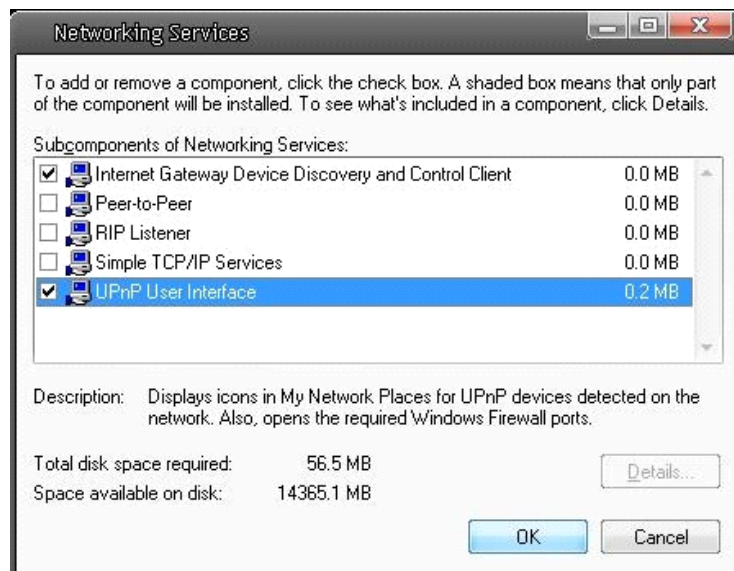 Networking Services
To add or remove a component, click the check box. A shaded box means that only part
of the component will be installed. To see what's included in a component, click Details.
Subcomponents of Networking Services:
Internet Gateway Device Discovery and Control Client 0.0 MB
Peer-to-Peer 0.0 MB
RIP Listener 0.0 MB
Simple TCP/IP Services 0.0 MB
UPnP User Interface 0.2 MB
Description: Displays icons in My Network Places for UPnP devices detected on the
network. Also, opens the required Windows Firewall ports.
Total disk space required: 56.5 MB
Details...
Space available on disk: 14365.1 MB
OK Cancel